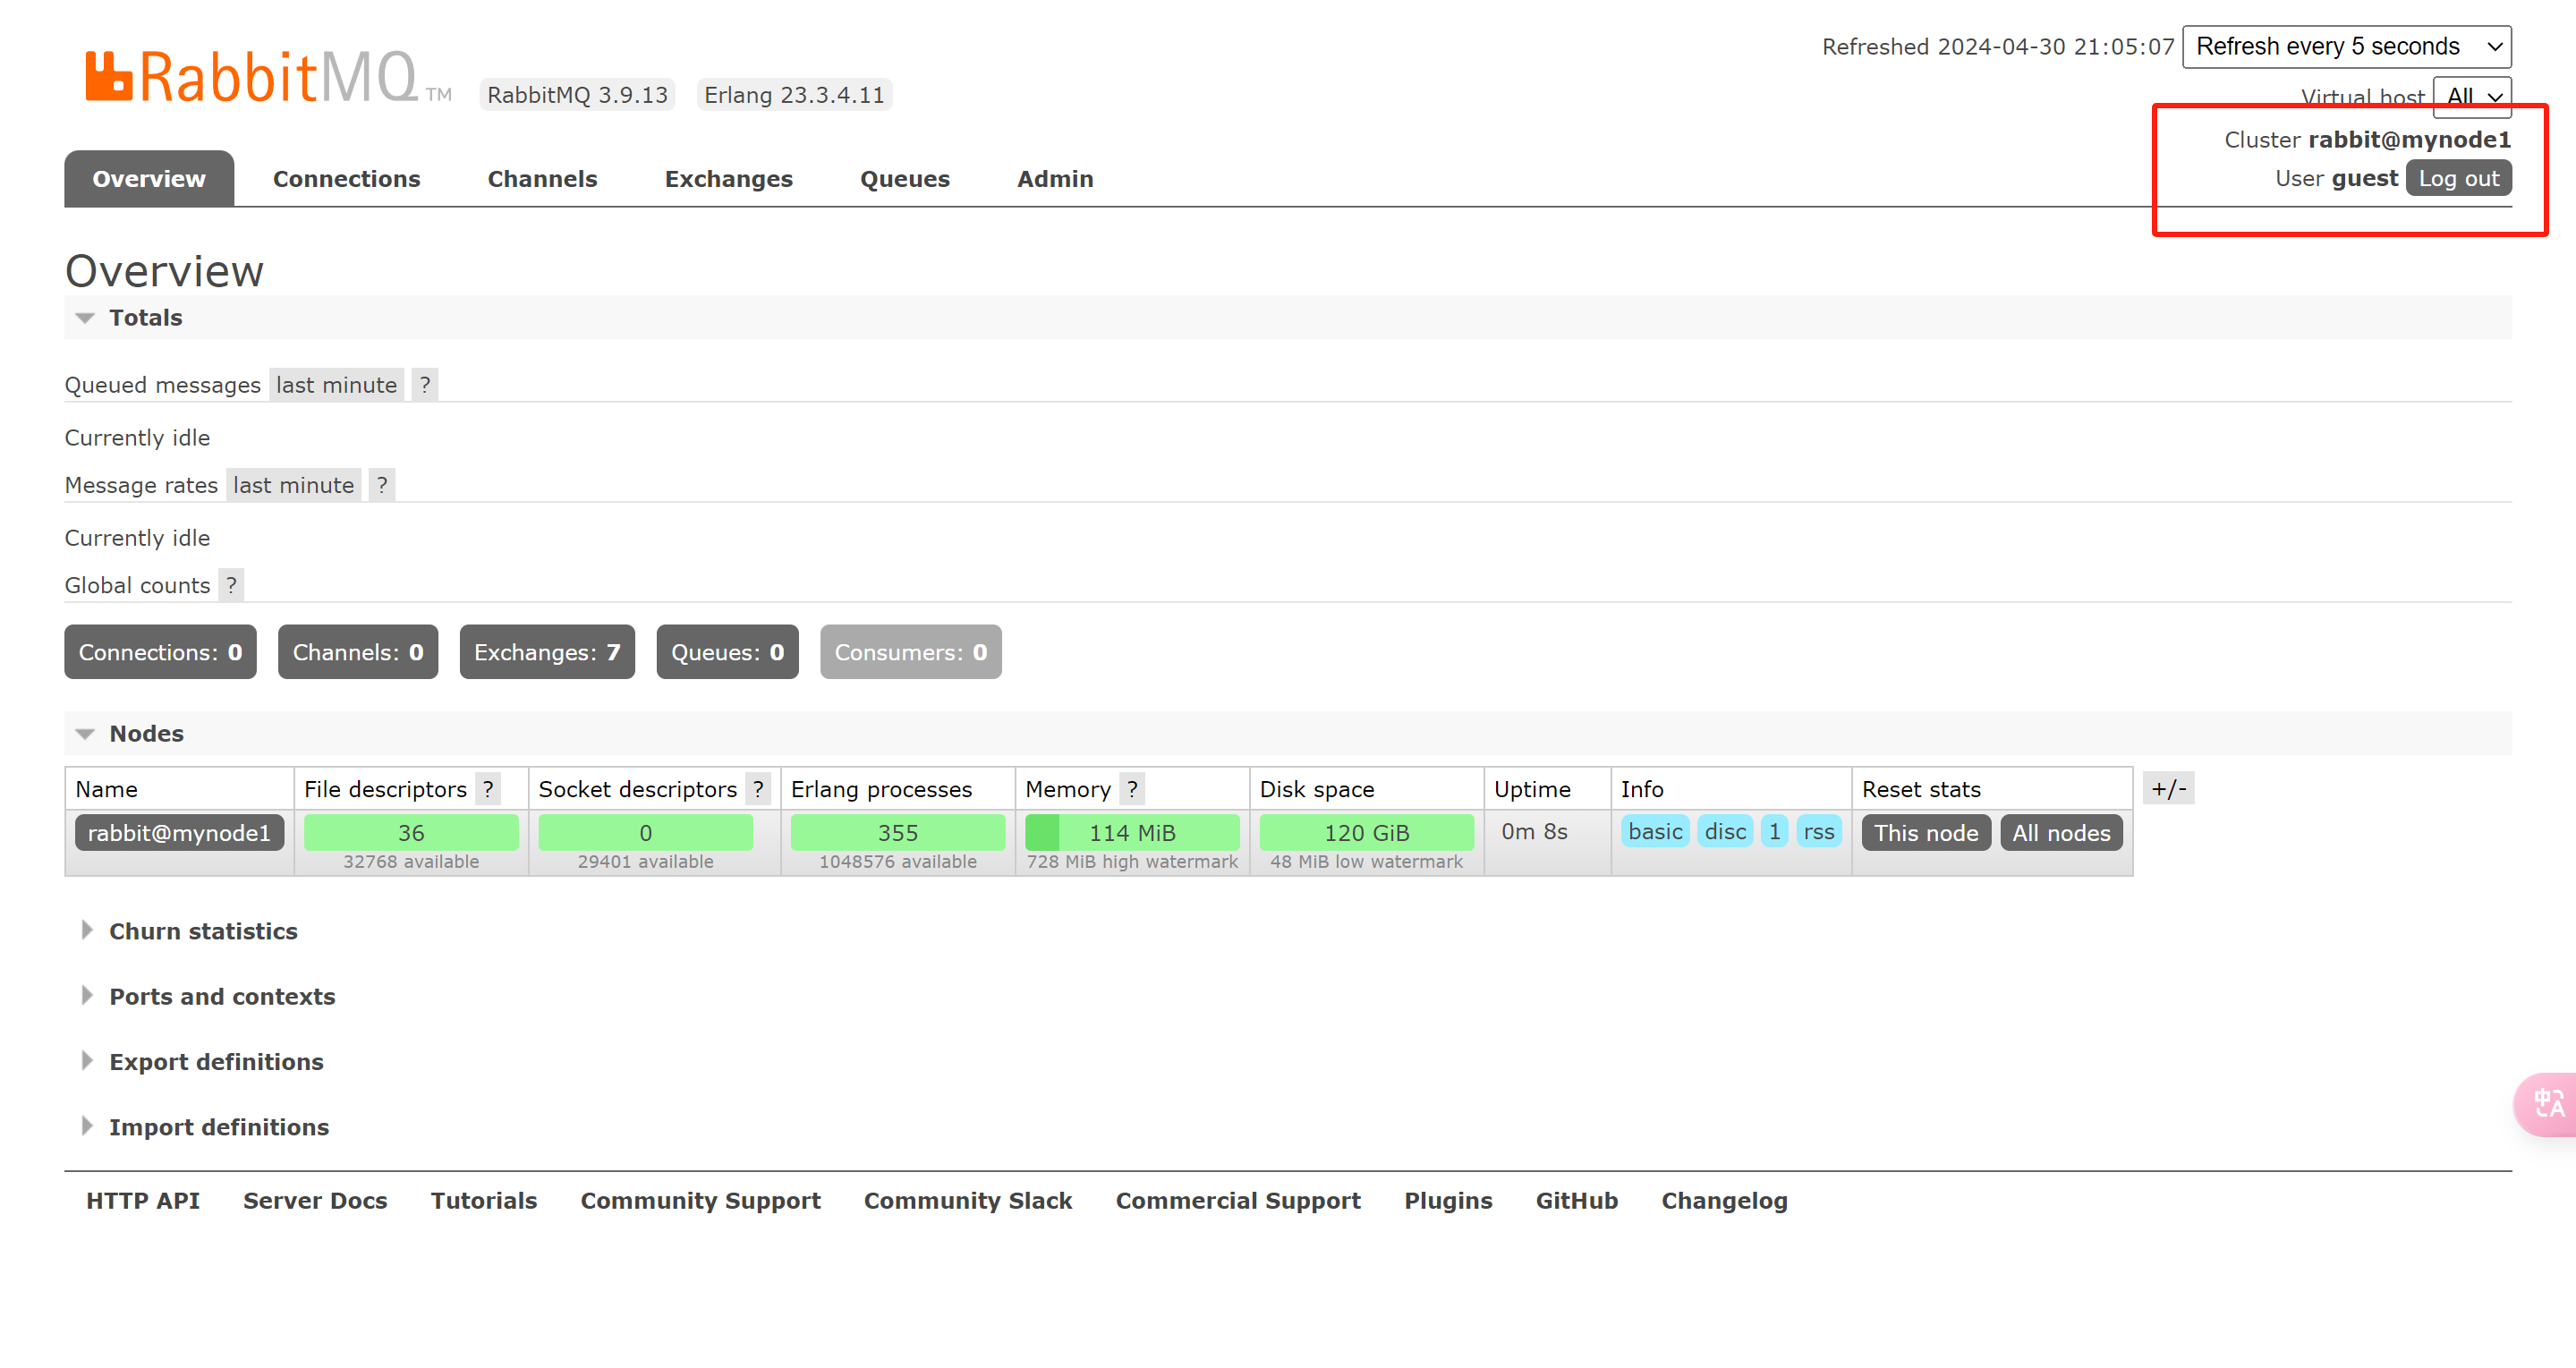 Refreshed 2024-04-30 21:05:07 Refresh every 5 seconds
RabbitMQ TM RabbitMQ 3.9.13 Erlang 23.3.4.11
Virtual host All
Cluster rabbit@mynode1
User guest Log out
Overview Connections Channels Exchanges Queues Admin
Overview
Totals
Queued messages last minute ?
Currently idle
Message rates last minute ?
Currently idle
Global counts ?
Connections: 0 Channels: 0 Exchanges: 7 Queues: 0 Consumers: 0
Nodes
Name File descriptors ? Socket descriptors ? Erlang processes Memory ? Disk space Uptime Info Reset stats +/-
rabbit@mynode1 36 0 355 114 MiB 120 GiB 0m 8s basic disc 1 rss This node All nodes
32768 available 29401 available 1048576 available 728 MiB high watermark 48 MiB low watermark
Churn statistics
Ports and contexts
Export definitions
中A
Import definitions
HTTP API Server Docs Tutorials Community Support Community Slack Commercial Support Plugins GitHub Changelog